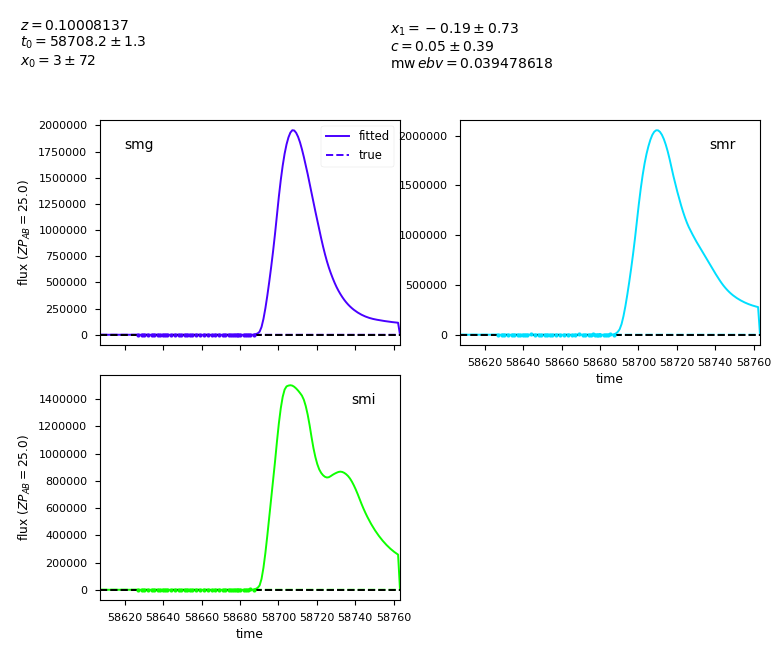 z = 0.10008137
t₀ = 58708.2 ± 1.3
x₀ = 3 ± 72
x₁ = −0.19 ± 0.73
c = 0.05 ± 0.39
mw ebv = 0.039478618
smg
fitted
true
2000000
1750000
1500000
1250000
1000000
750000
500000
250000
0
flux (ZP_AB = 25.0)
smr
2000000
1500000
1000000
500000
0
58620 58640 58660 58680 58700 58720 58740 58760
time
smi
1400000
1200000
1000000
800000
600000
400000
200000
0
flux (ZP_AB = 25.0)
58620 58640 58660 58680 58700 58720 58740 58760
time